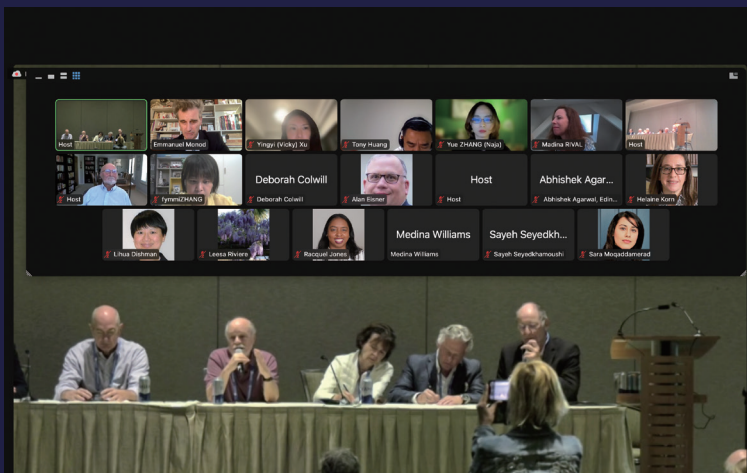 Host
Emmanuel Monod
Yingyi (Vicky) Xu
Tony Huang
Yue ZHANG (Naja)
Madina RIVAL
Host
Host
fymmiZHANG
Deborah Colwill
Deborah Colwill
Alan Eisner
Host
Host
Abhishek Agar...
Abhishek Agarwal, Edin...
Helaine Korn
Lihua Dishman
Leesa Riviere
Racquel Jones
Medina Williams
Medina Williams
Sayeh Seyedkh...
Sayeh Seyedkhamoushi
Sara Moqaddamerad